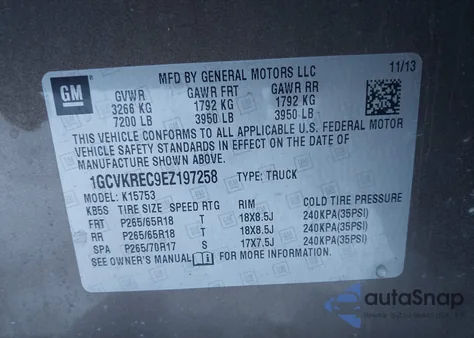 GM
MFD BY GENERAL MOTORS LLC
11/13
GVWR GAWR FRT GAWR RR
3266 KG 1792 KG 1792 KG
7200 LB 3950 LB 3950 LB
THIS VEHICLE CONFORMS TO ALL APPLICABLE U.S. FEDERAL MOTOR
VEHICLE SAFETY STANDARDS IN EFFECT ON THE DATE OF
MANUFACTURE SHOWN ABOVE.
1GCVKREC9EZ197258 TYPE: TRUCK
MODEL: K15753
KB5S TIRE SIZE SPEED RTG RIM COLD TIRE PRESSURE
FRT P265/65R18 T 18X8.5J 240KPA(35PSI)
RR P265/65R18 T 18X8.5J 240KPA(35PSI)
SPA P265/70R17 S 17X7.5J 240KPA(35PSI)
SEE OWNER'S MANUAL FOR MORE INFORMATION.
autoSnap